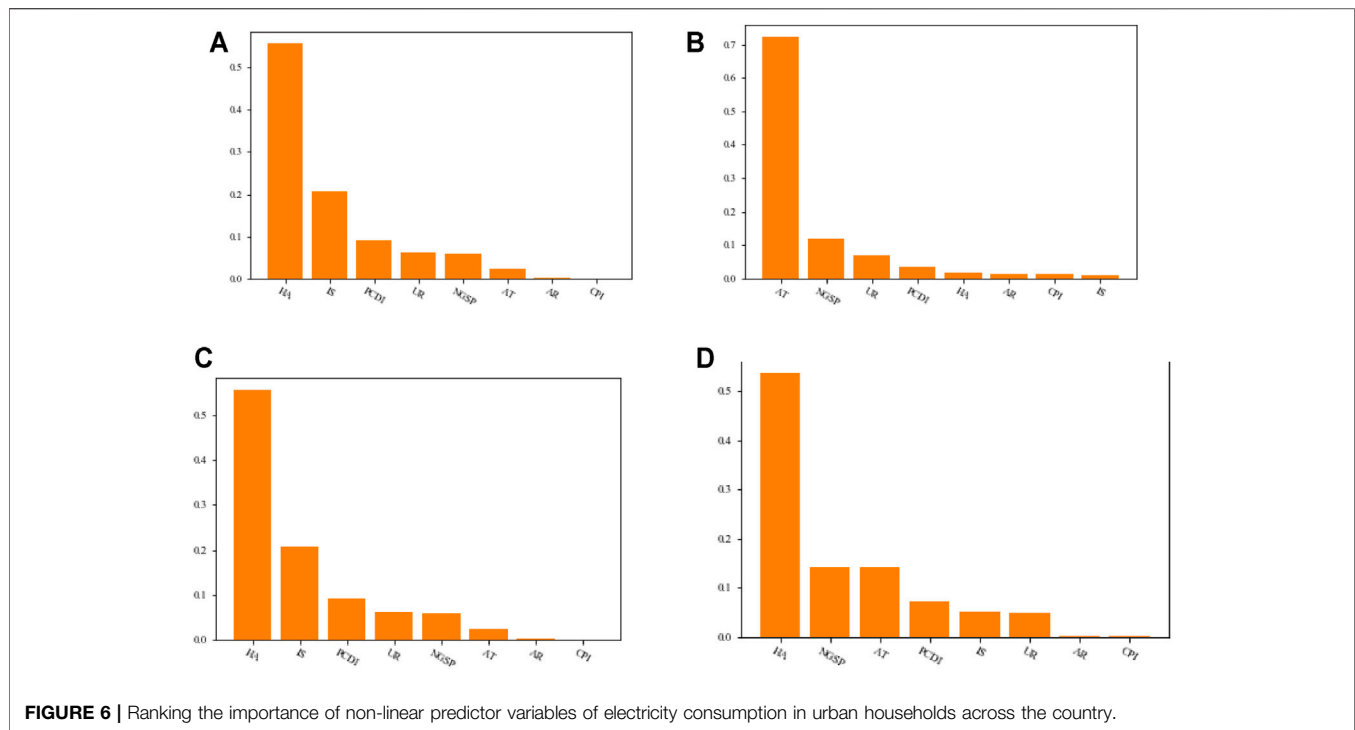 A
0.5
0.4
0.3
0.2
0.1
0.0
HA IS PCDI UR NGSP AT AR CPI
B
0.7
0.6
0.5
0.4
0.3
0.2
0.1
0.0
AT NGSP UR PCDI HA AR CPI IS
C
0.5
0.4
0.3
0.2
0.1
0.0
HA IS PCDI UR NGSP AT AR CPI
D
0.5
0.4
0.3
0.2
0.1
0.0
HA NGSP AT PCDI IS UR AR CPI
FIGURE 6 | Ranking the importance of non-linear predictor variables of electricity consumption in urban households across the country.